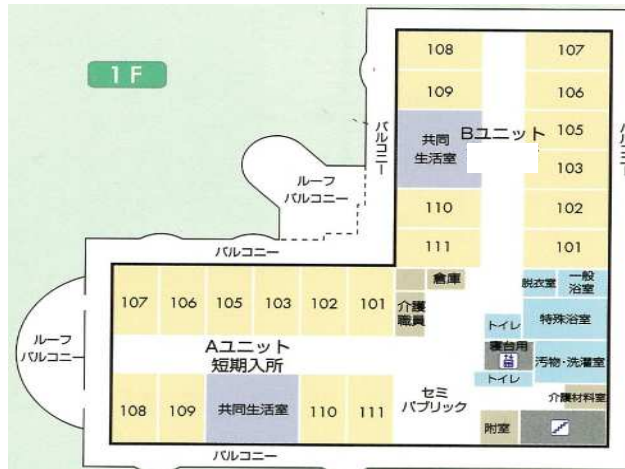 1F
108
107
109
106
バルコニー
共同
生活室
Bユニット
105
103
ルーフ
バルコニー
110
102
111
101
バルコニー
107
106
105
103
102
101
倉庫
介護
職員
脱衣室
一般
浴室
トイレ
特殊浴室
ルーフ
バルコニー
Aユニット
短期入所
寝台用
汚物・洗濯室
トイレ
108
109
共同生活室
110
111
セミ
パブリック
介護材料室
附室
バルコニー